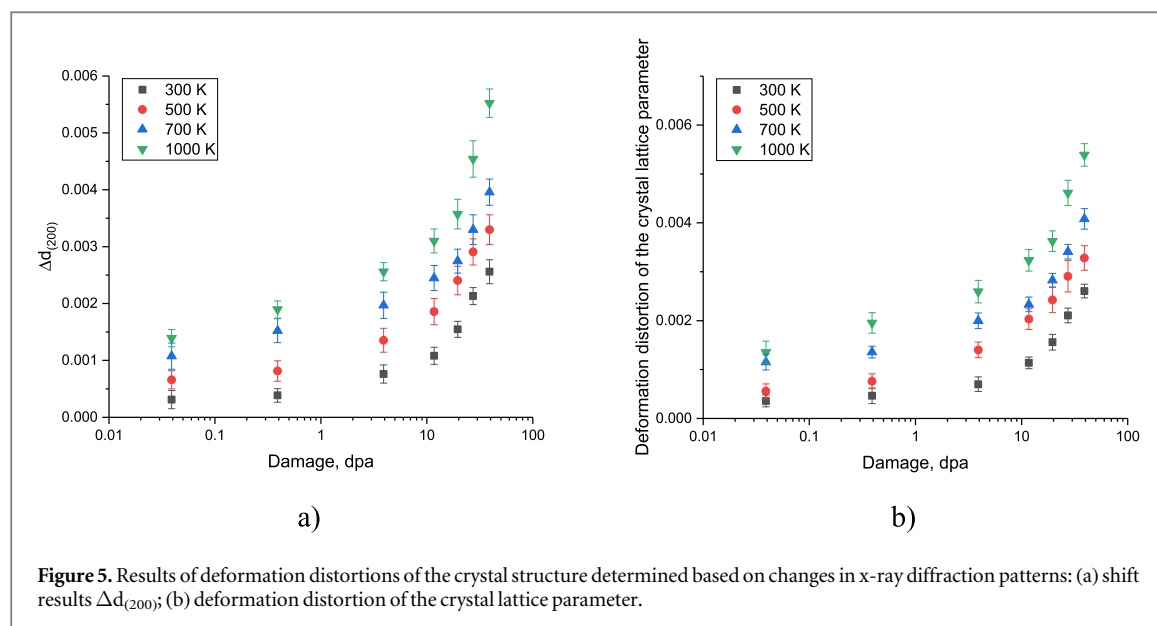 0.006
0.005
0.004
0.003
0.002
0.001
0.000
Δd(200)
300 K
500 K
700 K
1000 K
0.01
0.1
1
10
100
Damage, dpa
a)
Deformation distortion of the crystal lattice parameter
0.006
0.004
0.002
0.000
300 K
500 K
700 K
1000 K
0.01
0.1
1
10
100
Damage, dpa
b)
Figure 5. Results of deformation distortions of the crystal structure determined based on changes in x-ray diffraction patterns: (a) shift
results Δd(200); (b) deformation distortion of the crystal lattice parameter.